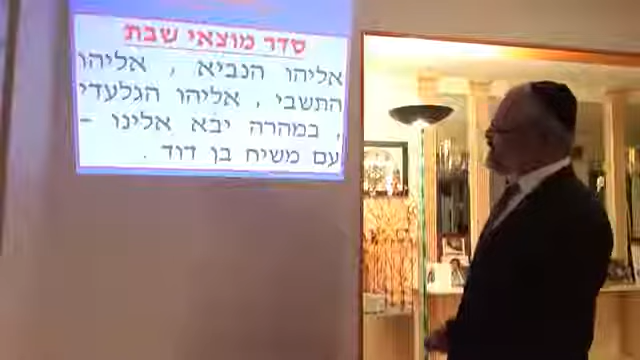 סדר מוצאי שבת
אליהו הנביא , אליהו
התשבי , אליהו הגלעדי
, במהרה יבא אלינו -
עם משיח בן דוד .